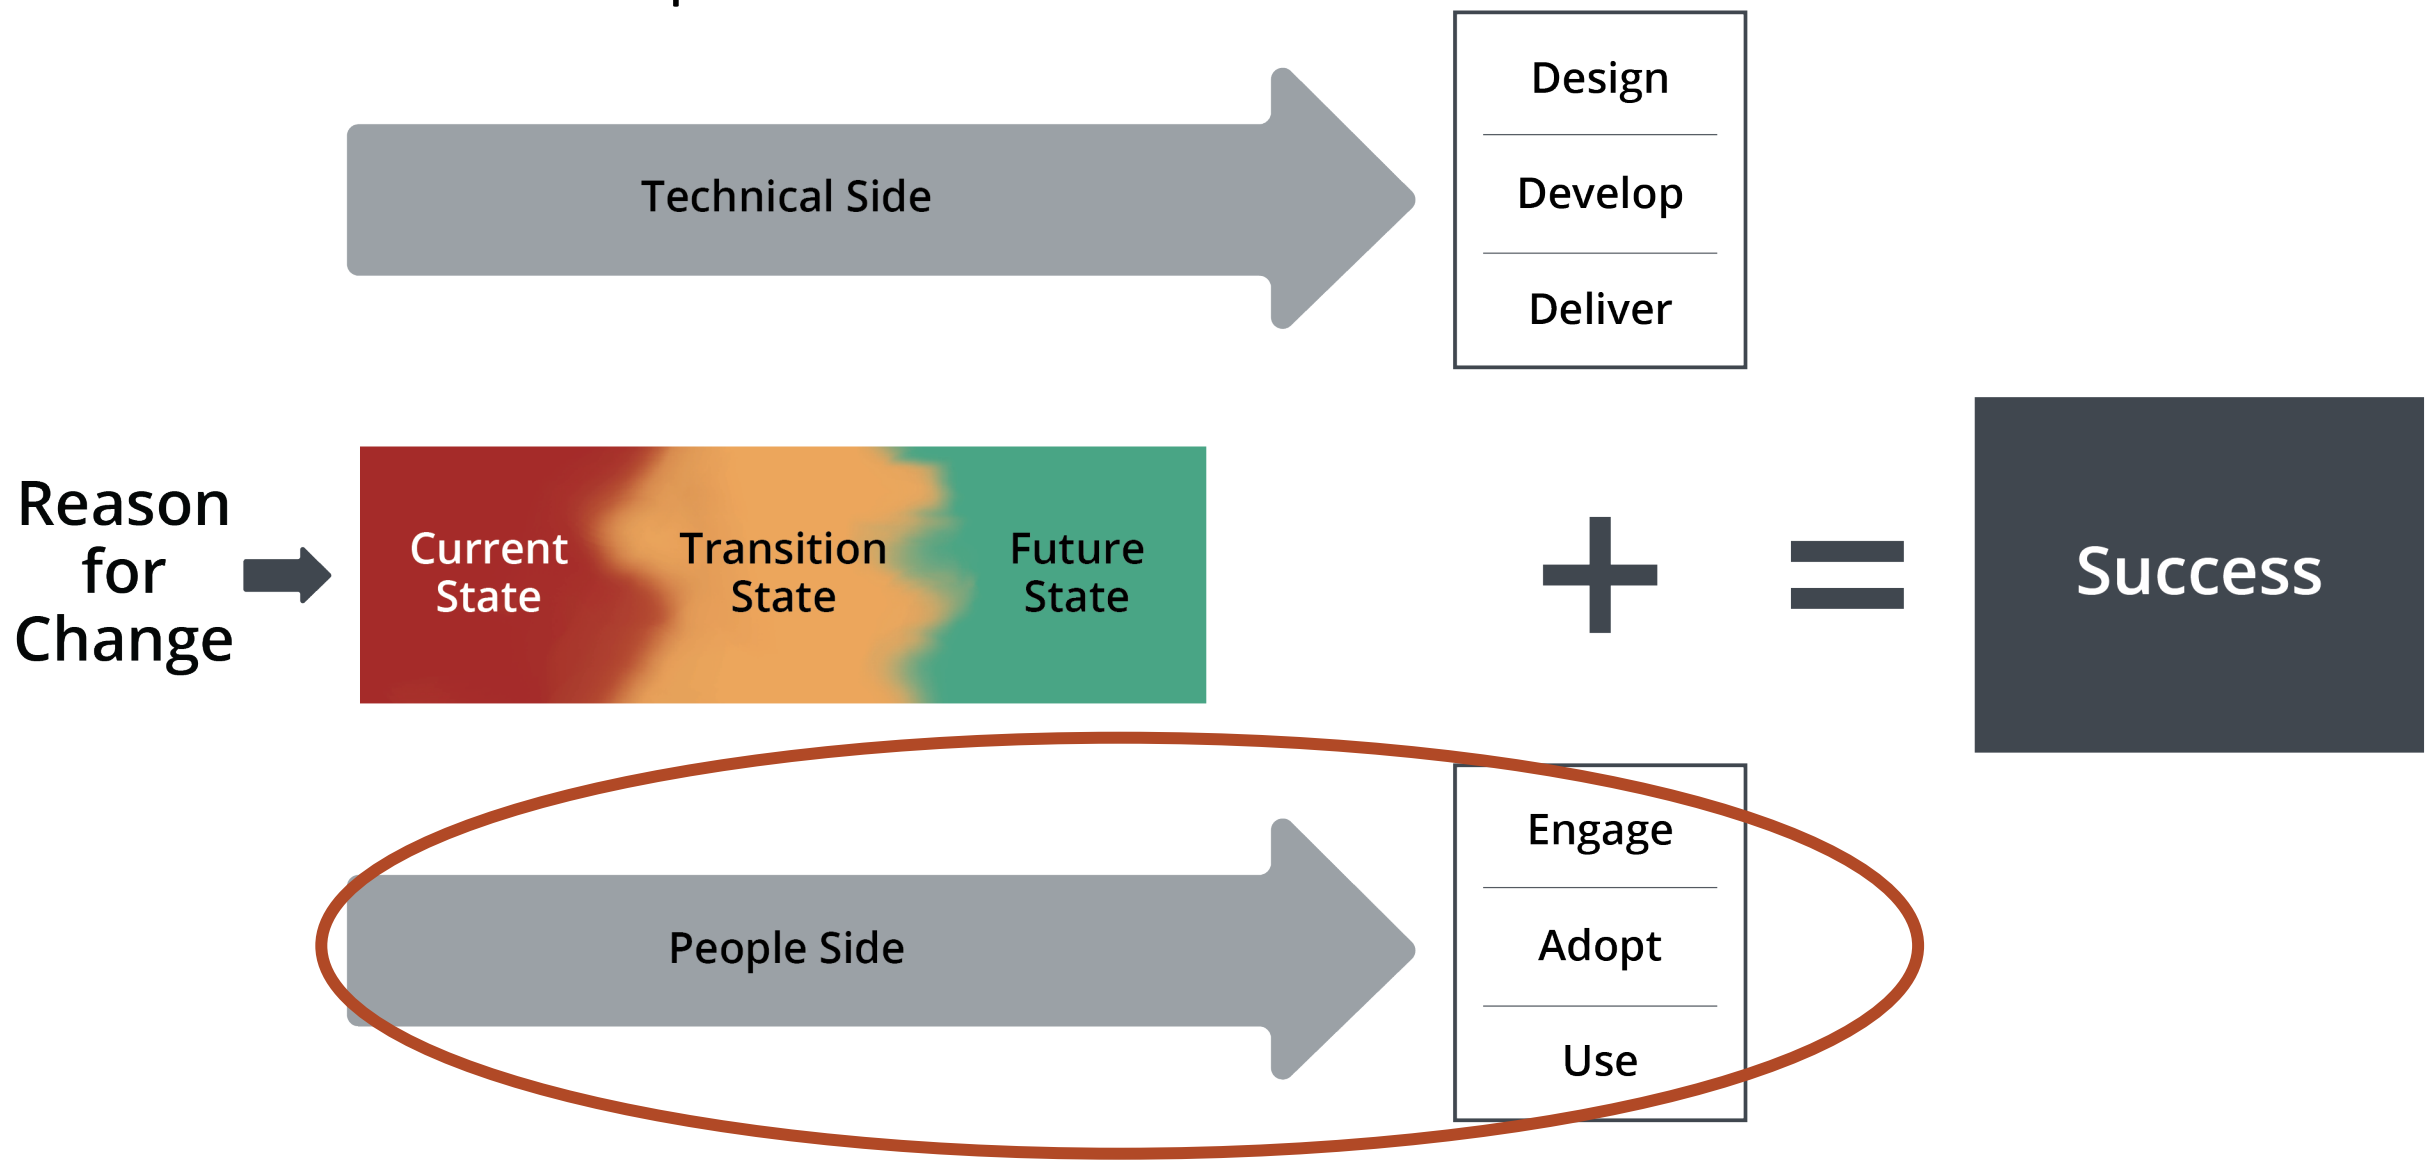 Technical Side
Design
Develop
Deliver
Reason
for
Change
Current
State
Transition
State
Future
State
+
=
Success
People Side
Engage
Adopt
Use